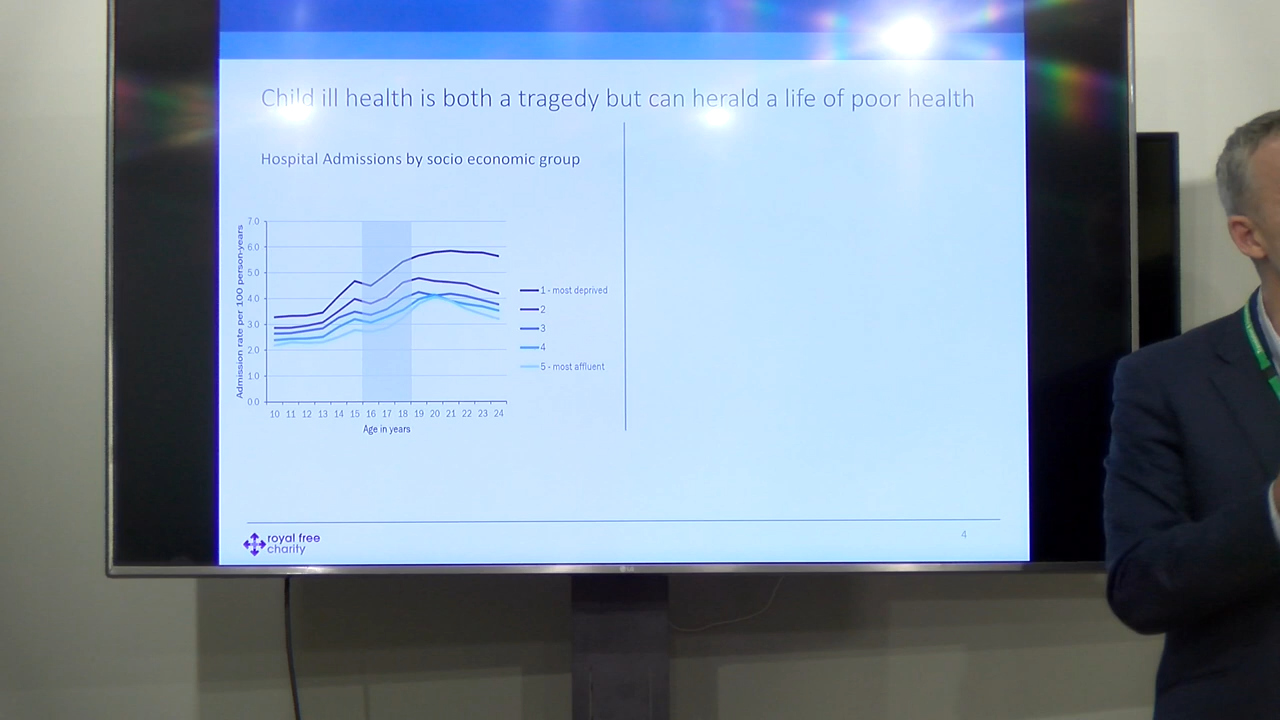 Child ill health is both a tragedy but can herald a life of poor health
Hospital Admissions by socio economic group
Admission rate per 100 person-years
7.0
6.0
5.0
4.0
3.0
2.0
1.0
0.0
10 11 12 13 14 15 16 17 18 19 20 21 22 23 24
Age in years
1 - most deprived
2
3
4
5 - most affluent
royal free
charity
4